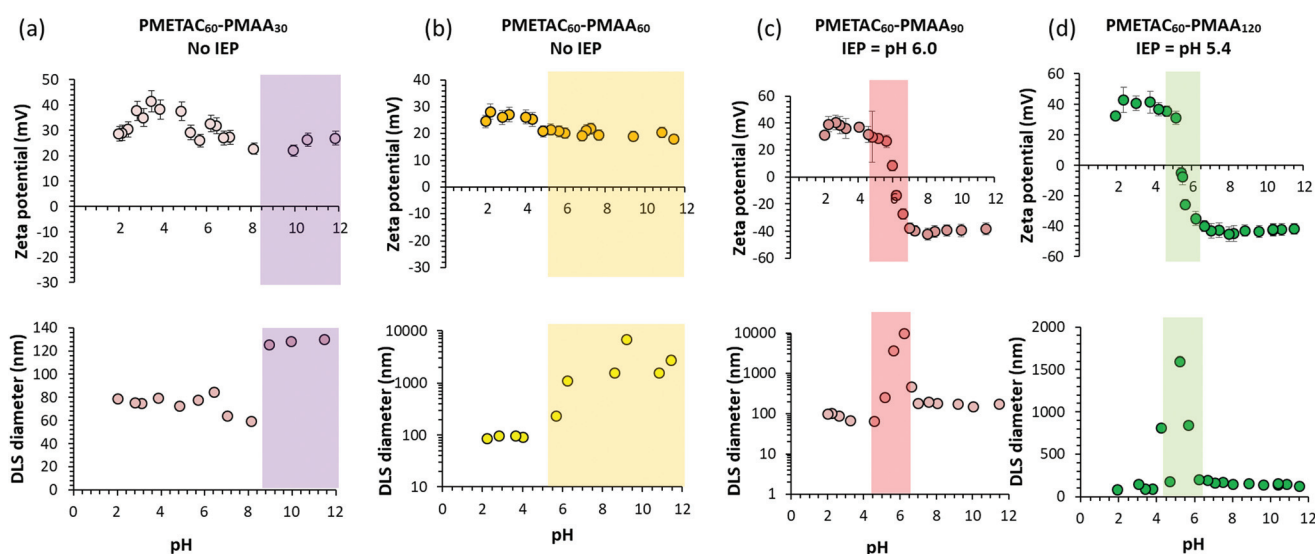 (a)
PMETAC₆₀-PMAA₃₀
No IEP
Zeta potential (mV)
50
40
30
20
10
0
-10
-20
-30
2 4 6 8 10 12
DLS diameter (nm)
140
120
100
80
60
40
20
0
0 2 4 6 8 10 12
pH
(b)
PMETAC₆₀-PMAA₆₀
No IEP
Zeta potential (mV)
40
30
20
10
0
-10
-20
-30
0 2 4 6 8 10 12
DLS diameter (nm)
10000
1000
100
10
0 2 4 6 8 10 12
pH
(c)
PMETAC₆₀-PMAA₉₀
IEP = pH 6.0
Zeta potential (mV)
60
40
20
0
-20
-40
-60
0 2 4 6 8 10 12
DLS diameter (nm)
10000
1000
100
10
1
0 2 4 6 8 10 12
pH
(d)
PMETAC₆₀-PMAA₁₂₀
IEP = pH 5.4
Zeta potential (mV)
60
40
20
0
-20
-40
-60
0 2 4 6 8 10 12
DLS diameter (nm)
2000
1500
1000
500
0
0 2 4 6 8 10 12
pH